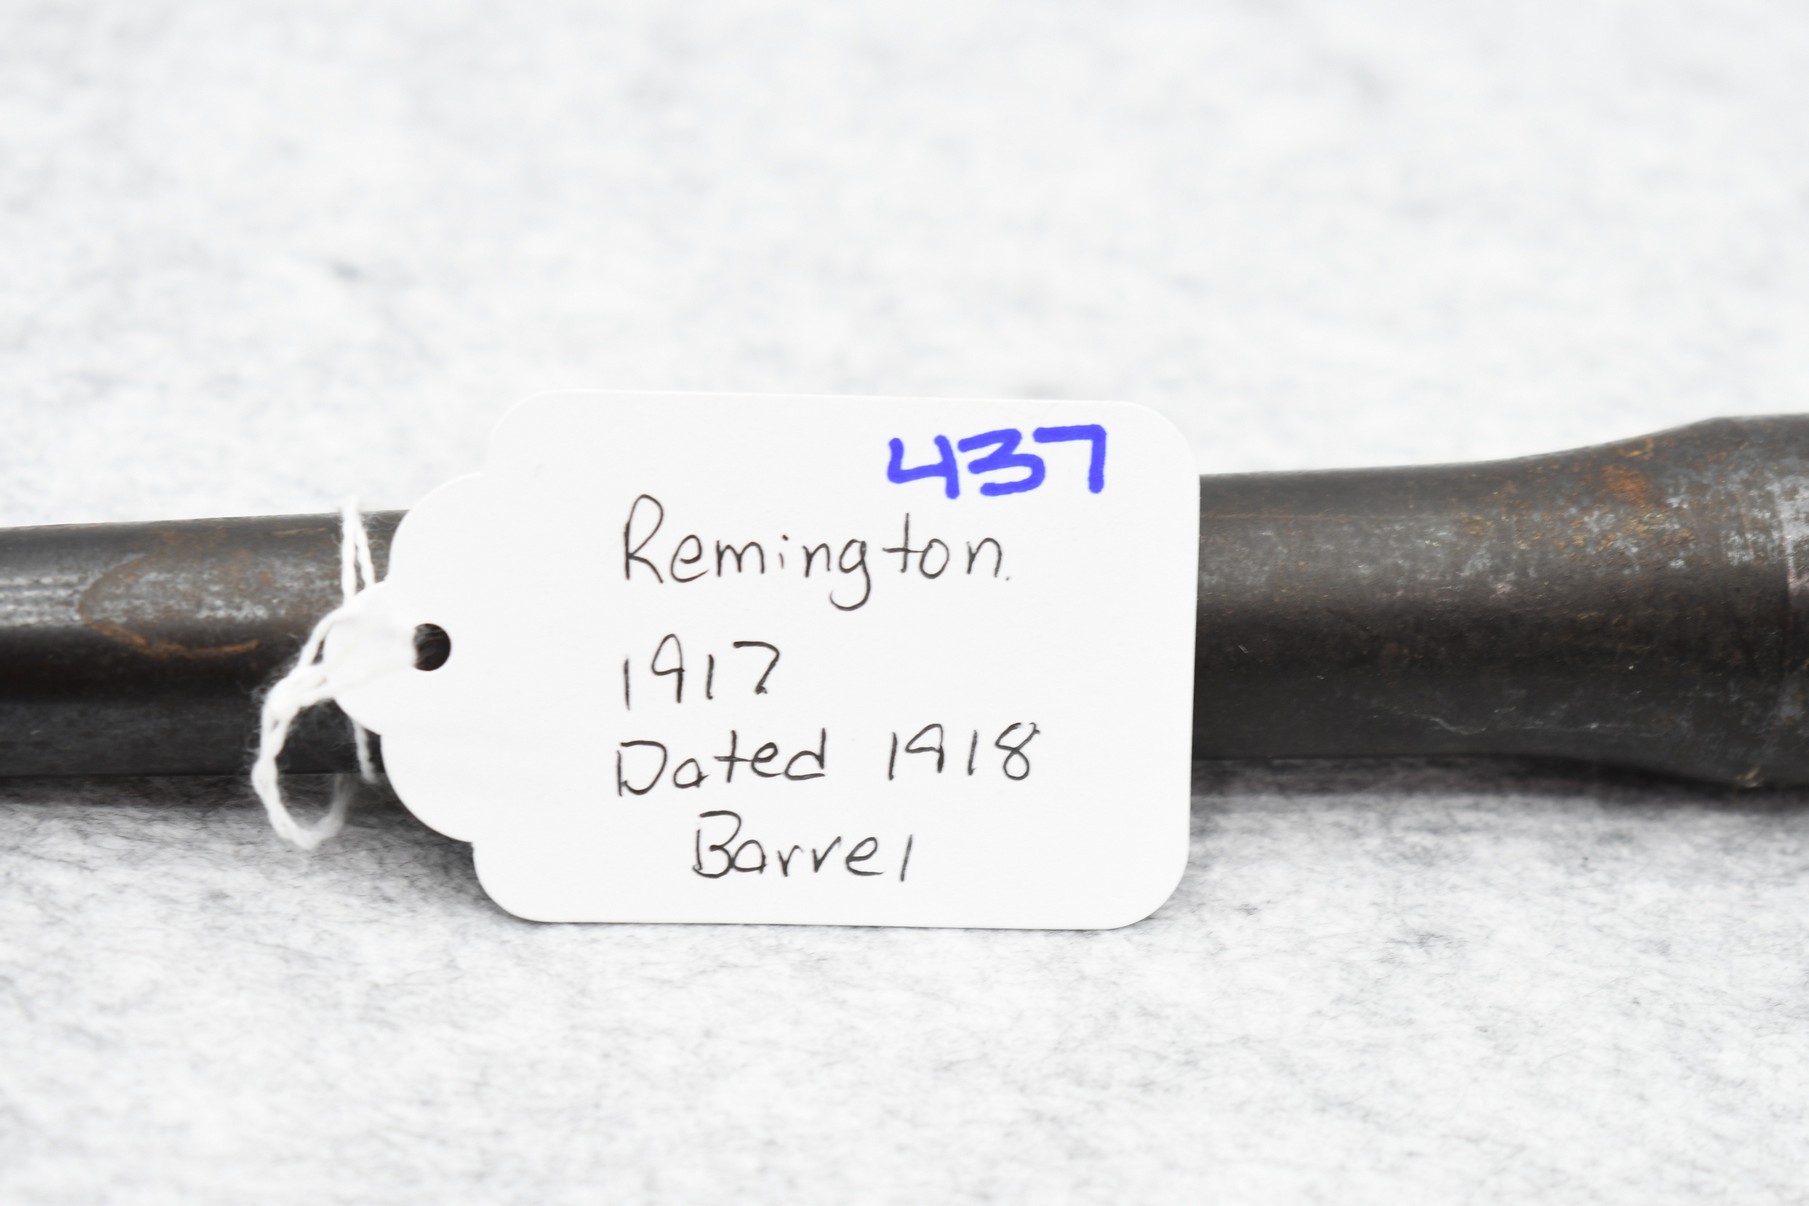 437
Remington.
1917
Dated 1918
Barrel